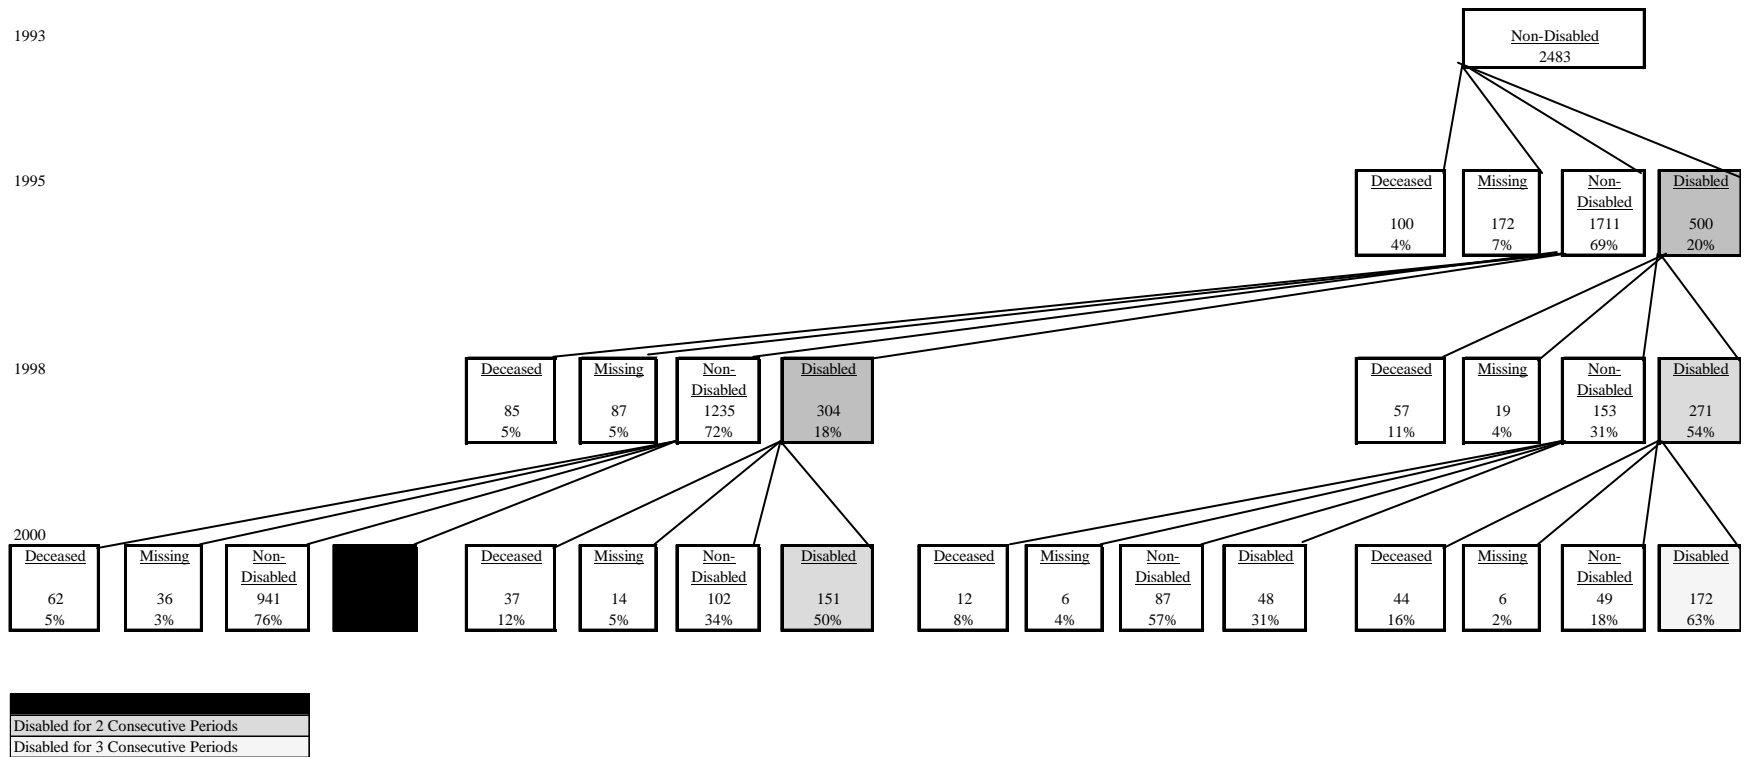 1993
Non-Disabled
2483
1995
Deceased Missing Non- Disabled
Disabled
100 172 1711 500
4% 7% 69% 20%
1998
Deceased Missing Non- Disabled Deceased Missing Non- Disabled
Disabled Disabled
85 87 1235 304 57 19 153 271
5% 5% 72% 18% 11% 4% 31% 54%
2000
Deceased Missing Non- Deceased Missing Non- Disabled Deceased Missing Non- Disabled Deceased Missing Non- Disabled
Disabled Disabled Disabled Disabled
62 36 941 37 14 102 151 12 6 87 48 44 6 49 172
5% 3% 76% 12% 5% 34% 50% 8% 4% 57% 31% 16% 2% 18% 63%
Disabled for 2 Consecutive Periods
Disabled for 3 Consecutive Periods